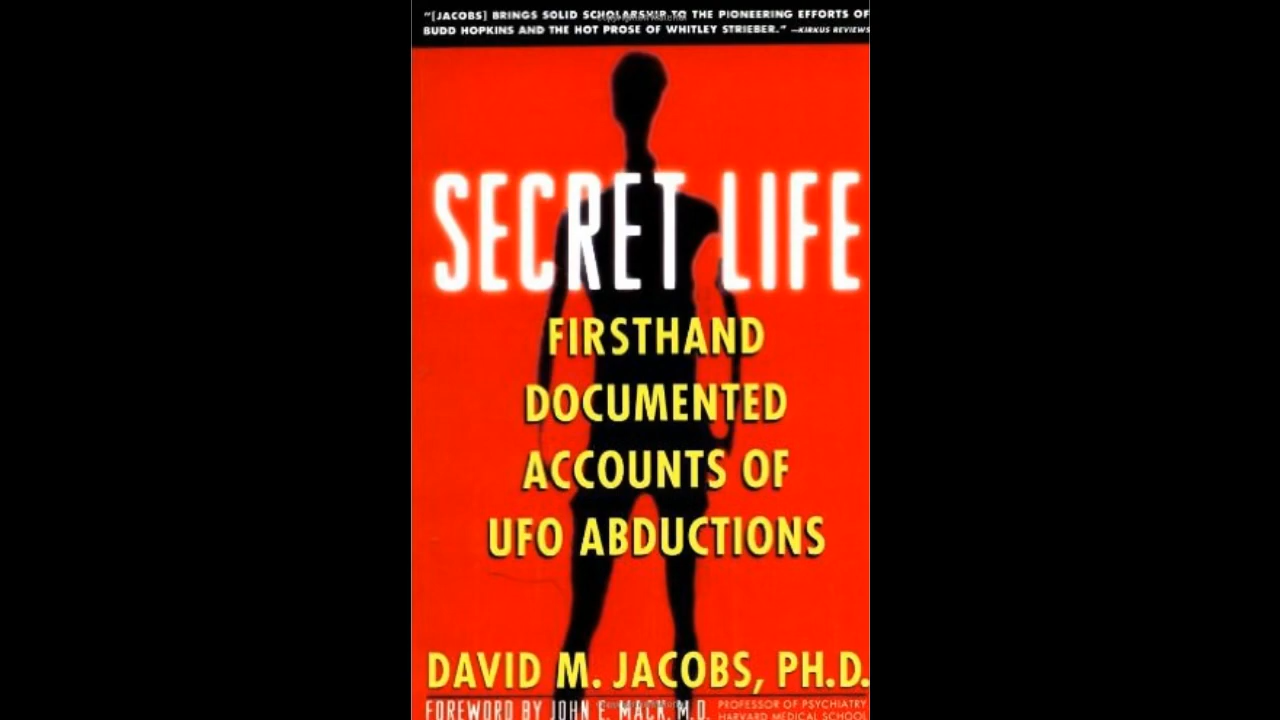 "[JACOBS] BRINGS SOLID SCHOLARSHIP TO THE PIONEERING EFFORTS OF
BUDD HOPKINS AND THE HOT PROSE OF WHITLEY STRIEBER." —KIRKUS REVIEWS
SECRET LIFE
FIRSTHAND
DOCUMENTED
ACCOUNTS OF
UFO ABDUCTIONS
DAVID M. JACOBS, PH.D.
FOREWORD BY JOHN E. MACK, M.D. PROFESSOR OF PSYCHIATRY
HARVARD MEDICAL SCHOOL